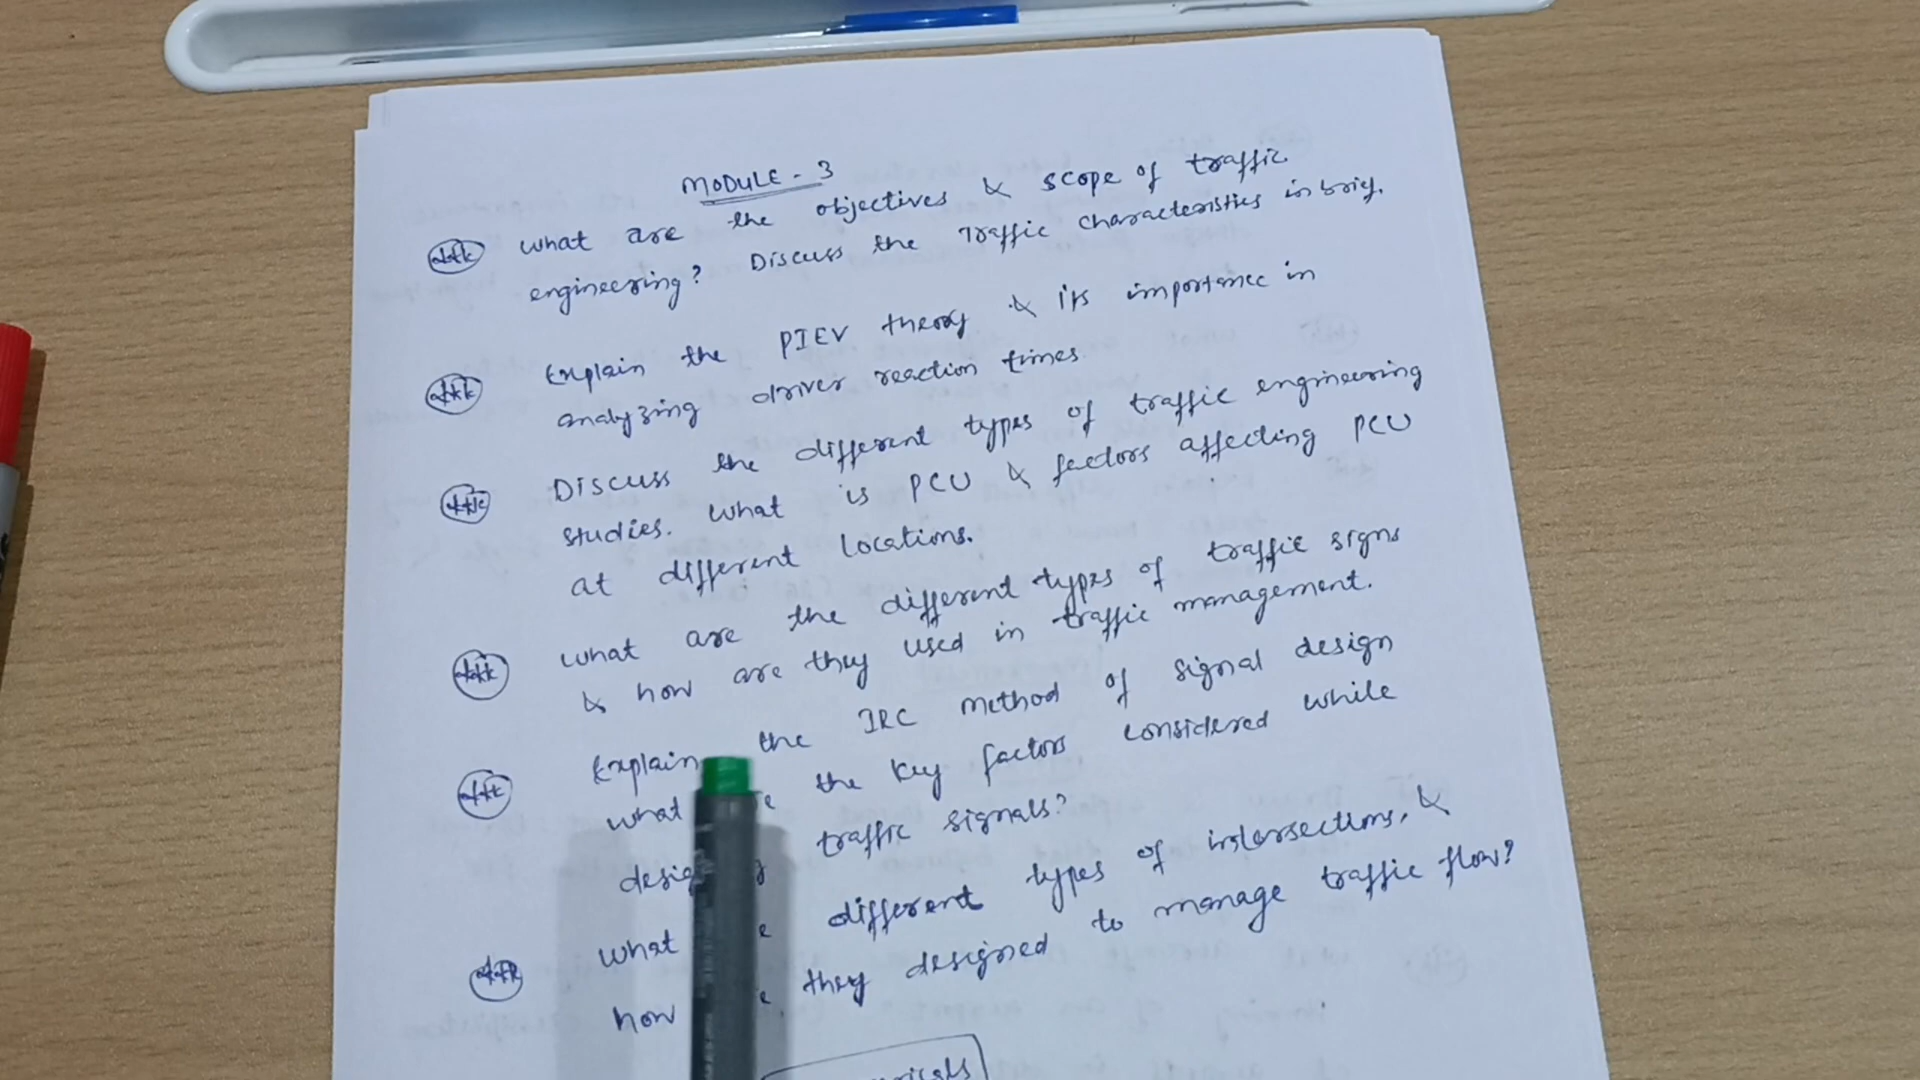 MODULE - 3
what are the objectives & scope of traffic
engineering? Discuss the Traffic characteristics in brief.
Explain the PIEV theory & its importance in
analyzing driver reaction times.
Discuss the different types of traffic engineering
studies. what is PCU & factors affecting PCU
at different locations.
what are the different types of traffic signs
& how are they used in traffic management.
Explain the IRC method of signal design
what the key factors considered while
traffic signals?
what different types of intersections, &
how they designed to manage traffic flow?